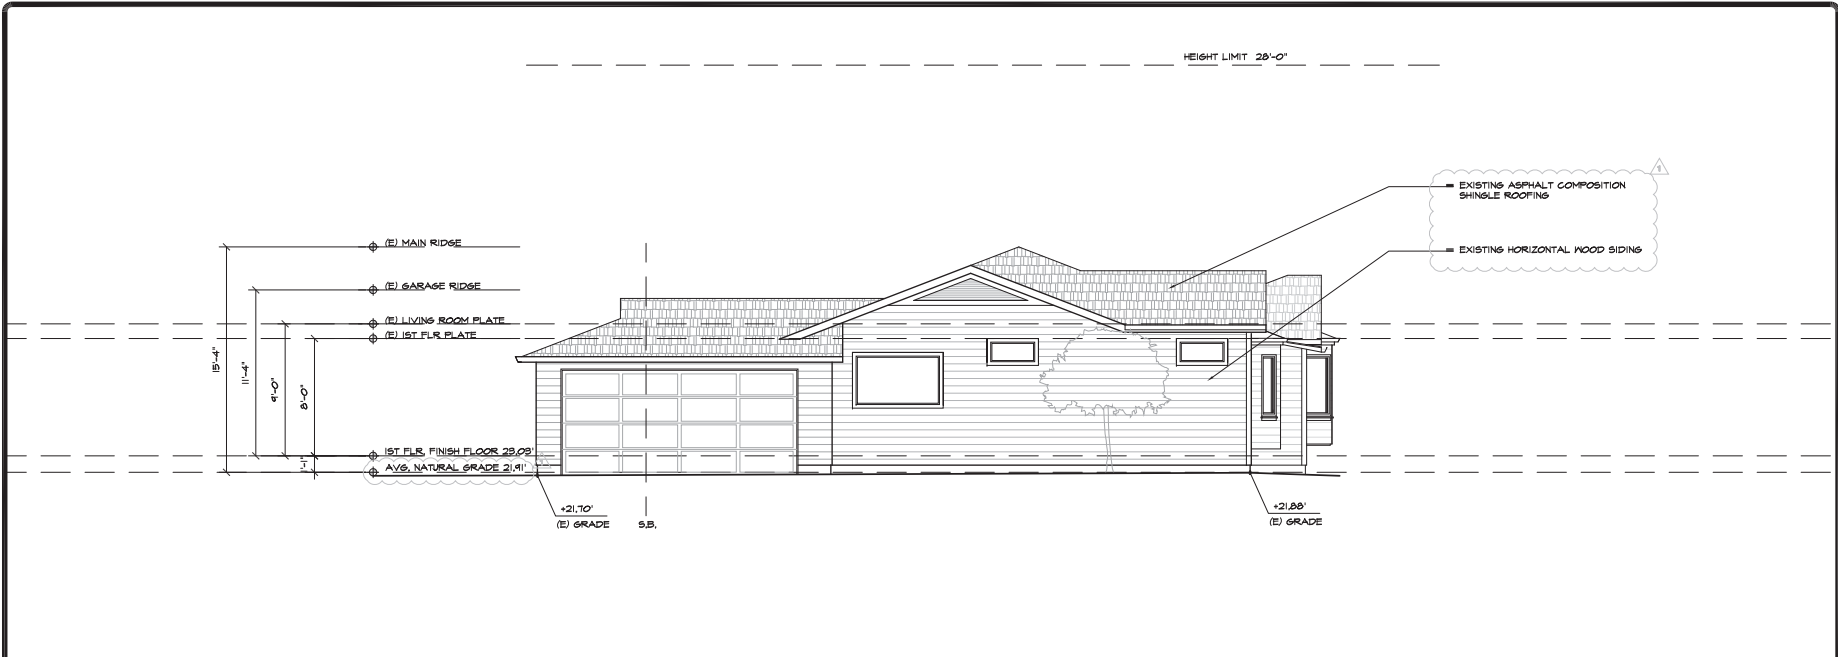 HEIGHT LIMIT 28'-0"
1
EXISTING ASPHALT COMPOSITION
SHINGLE ROOFING
EXISTING HORIZONTAL WOOD SIDING
(E) MAIN RIDGE
(E) GARAGE RIDGE
(E) LIVING ROOM PLATE
(E) 1ST FLR PLATE
15'-4"
11'-4"
9'-0"
8'-0"
1'-1"
1ST FLR. FINISH FLOOR 23.03'
AVG. NATURAL GRADE 21.91'
+21.70'
(E) GRADE
S.B.
+21.88'
(E) GRADE